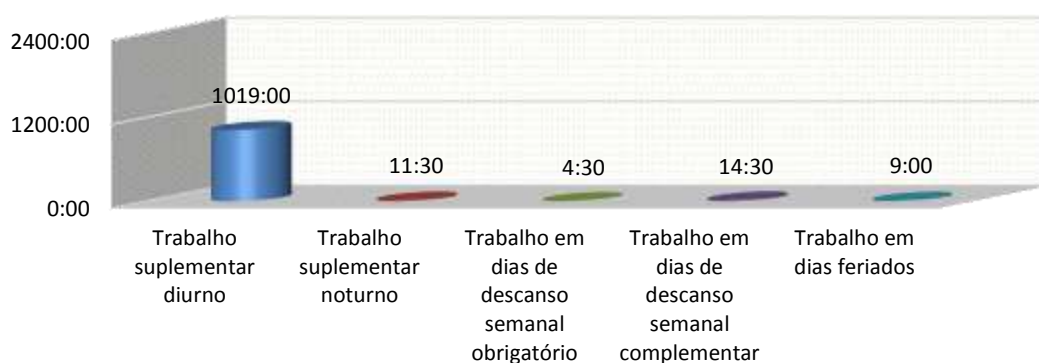 2400:00
1200:00
0:00
1019:00
11:30
4:30
14:30
9:00
Trabalho
suplementar
diurno
Trabalho
suplementar
noturno
Trabalho em
dias de
descanso
semanal
obrigatório
Trabalho em
dias de
descanso
semanal
complementar
Trabalho em
dias feriados